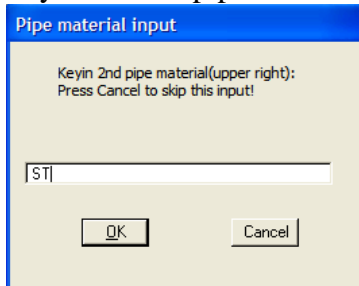 Pipe material input
Keyin 2nd pipe material(upper right):
Press Cancel to skip this input!
ST
OK
Cancel